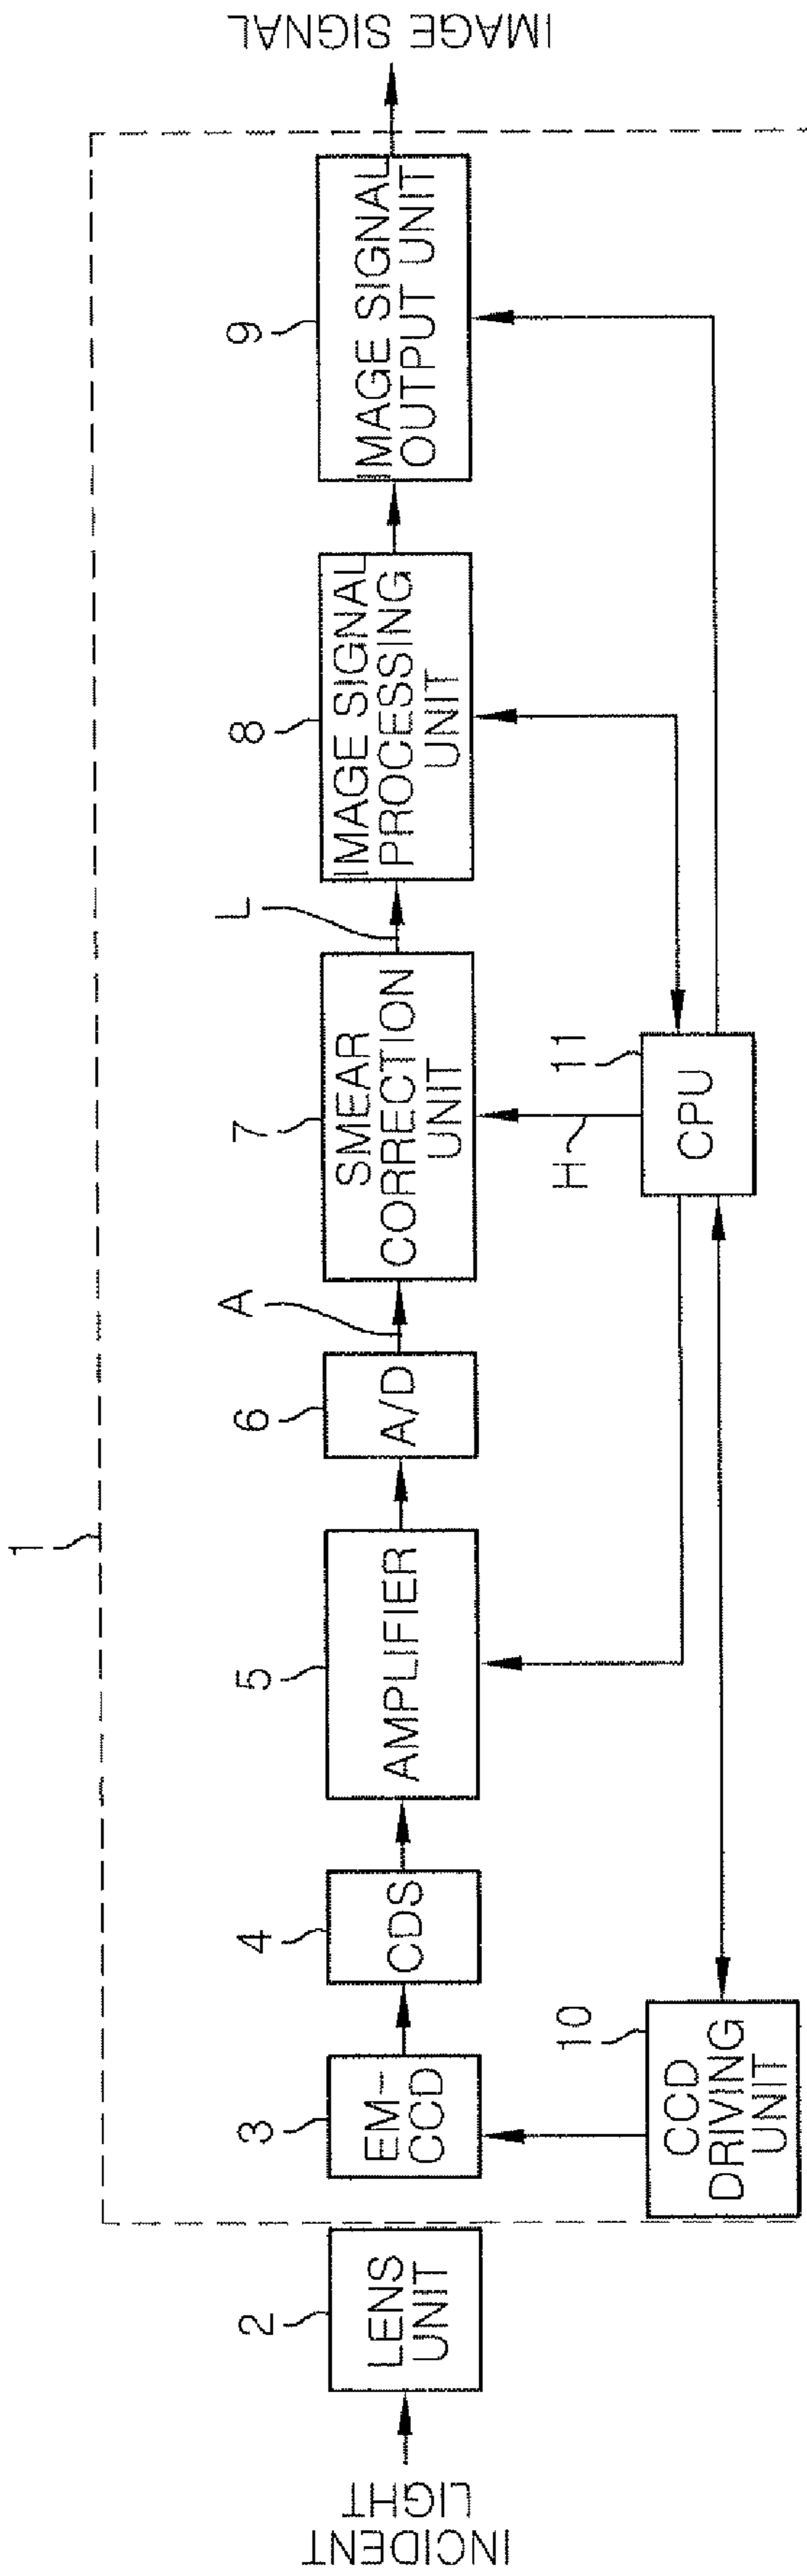 1
INCIDENT
LIGHT
2
LENS
UNIT
3
EM-
CCD
4
CDS
5
AMPLIFIER
6
A/D
A
7
SMEAR
CORRECTION
UNIT
L
8
IMAGE SIGNAL
PROCESSING
UNIT
9
IMAGE SIGNAL
OUTPUT UNIT
IMAGE SIGNAL
10
CCD
DRIVING
UNIT
H
11
CPU